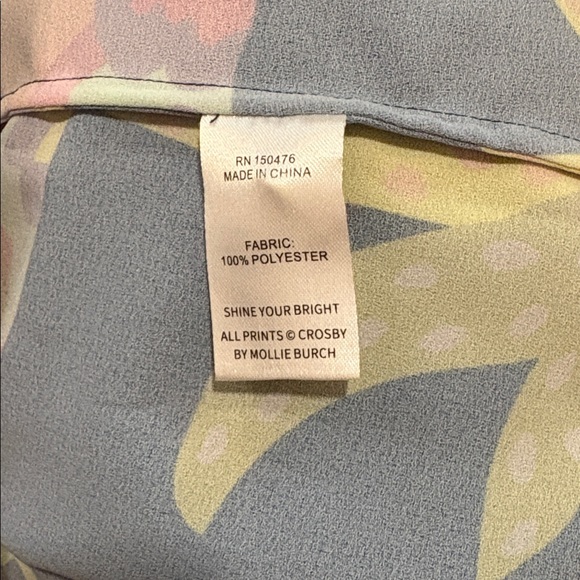 RN 150476
MADE IN CHINA
FABRIC:
100% POLYESTER
SHINE YOUR BRIGHT
ALL PRINTS © CROSBY
BY MOLLIE BURCH